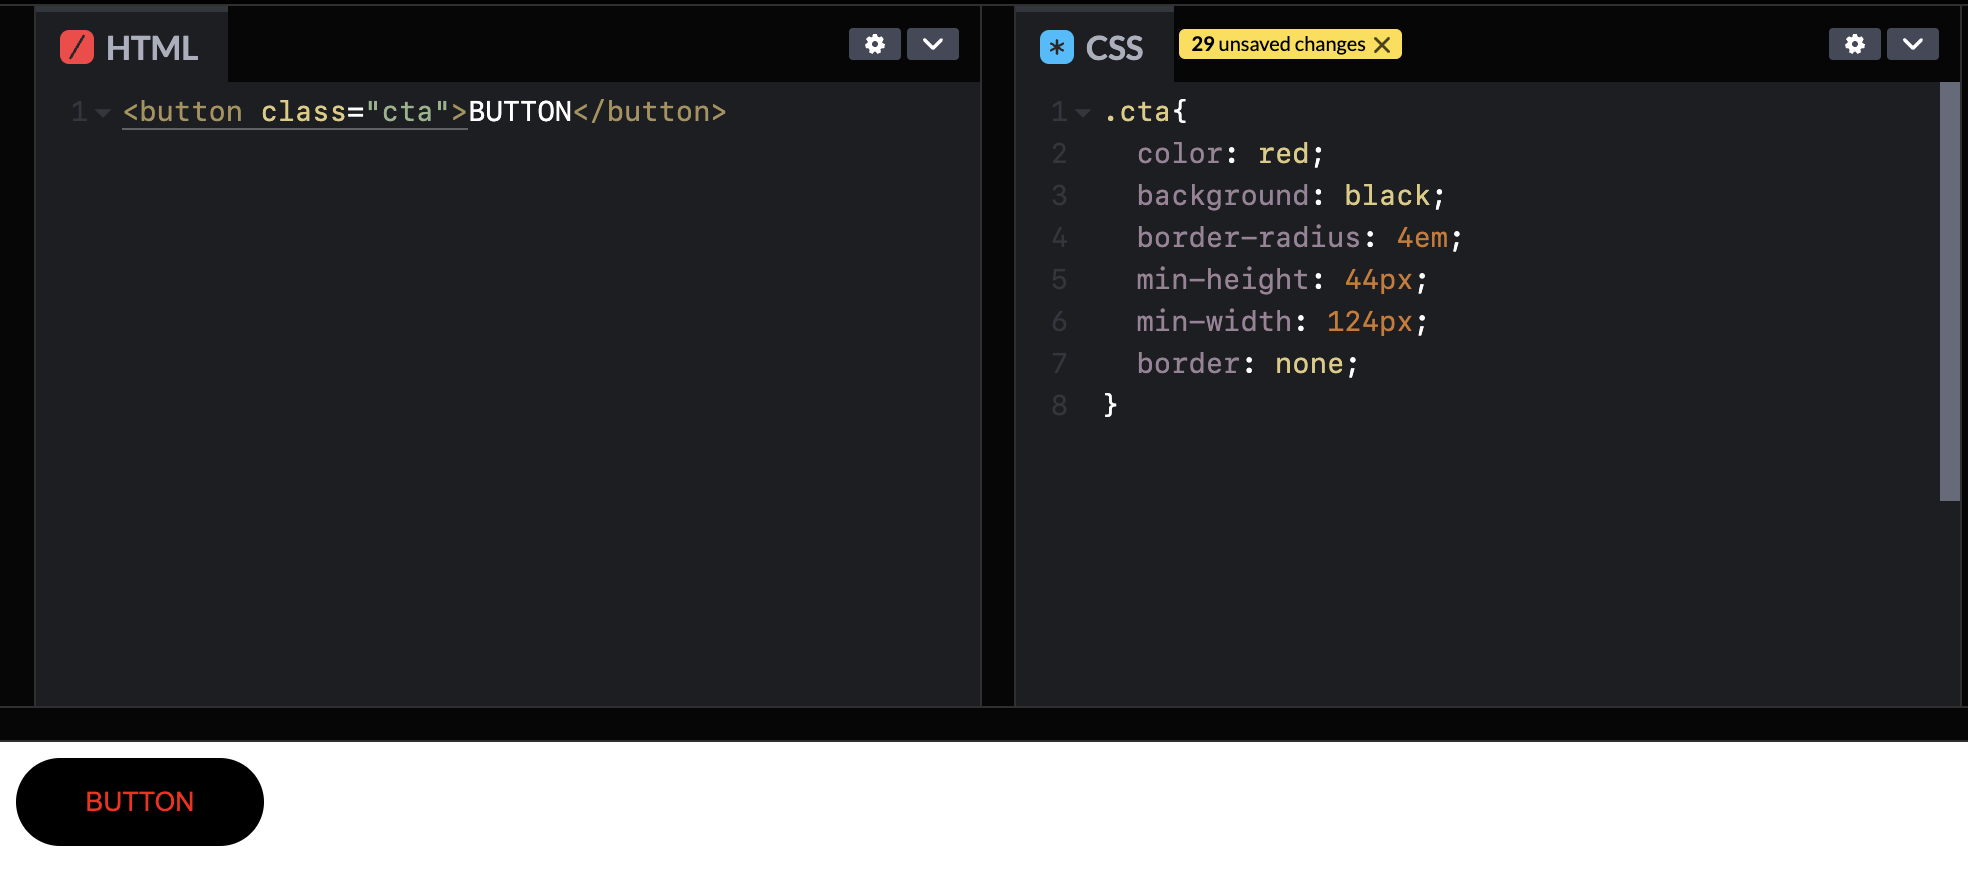 HTML
1 <button class="cta">BUTTON</button>
CSS
29 unsaved changes
1 .cta{
2 color: red;
3 background: black;
4 border-radius: 4em;
5 min-height: 44px;
6 min-width: 124px;
7 border: none;
8 }
BUTTON